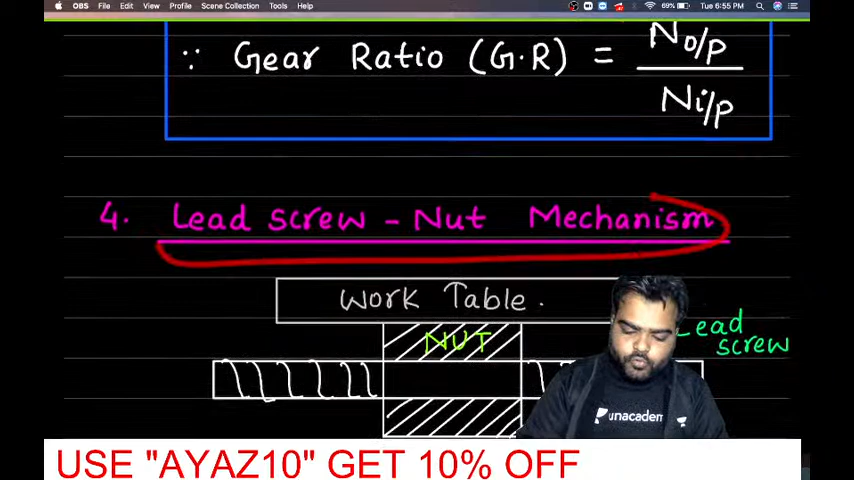 OBS File Edit View Profile Scene Collection Tools Help 69% Tue 6:55 PM
∵ Gear Ratio (G.R) = No/p / Ni/p
4. Lead screw - Nut Mechanism
Work Table.
NUT
Lead screw
unacademy
USE "AYAZ10" GET 10% OFF